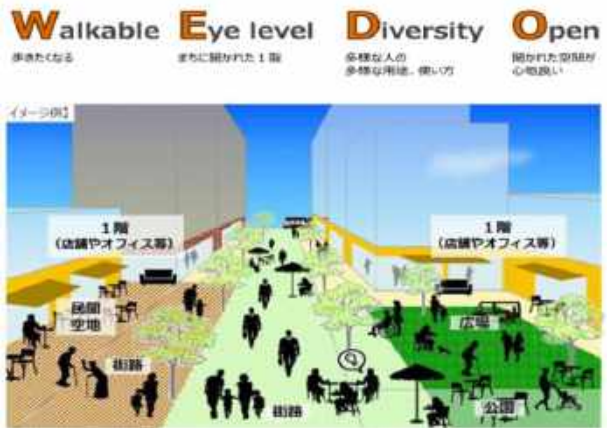 Walkable
歩きたくなる
Eye level
まちに開かれた１階
Diversity
多様な人の
多様な用途、使い方
Open
開かれた空間が
心地良い
イメージ例】
１階
（店舗やオフィス等）
１階
（店舗やオフィス等）
民間
空地
広場
街路
街路
公園